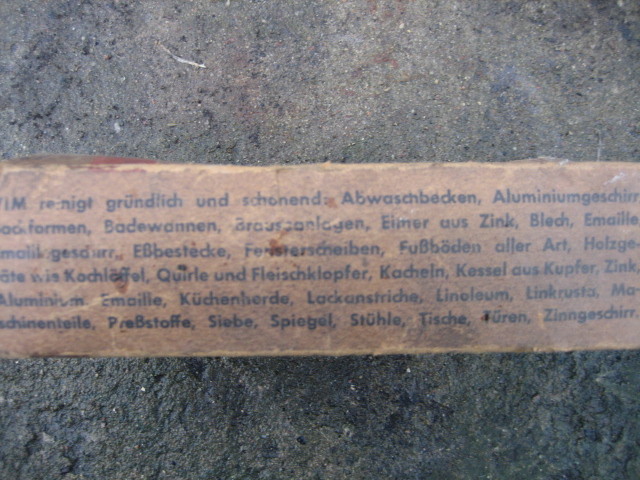 VIM reinigt gründlich und schonend: Abwaschbecken, Aluminiumgeschirr
Backformen, Badewannen, Brauseanlagen, Eimer aus Zink, Blech, Emaille
Emaillegeschirr, Eßbestecke, Fensterscheiben, Fußböden aller Art, Holzge-
räte wie Kochlöffel, Quirle und Fleischklopfer, Kacheln, Kessel aus Kupfer, Zink,
Aluminium, Emaille, Küchenherde, Lackanstriche, Linoleum, Linkrusta, Ma-
schinenteile, Preßstoffe, Siebe, Spiegel, Stühle, Tische, Türen, Zinngeschirr.